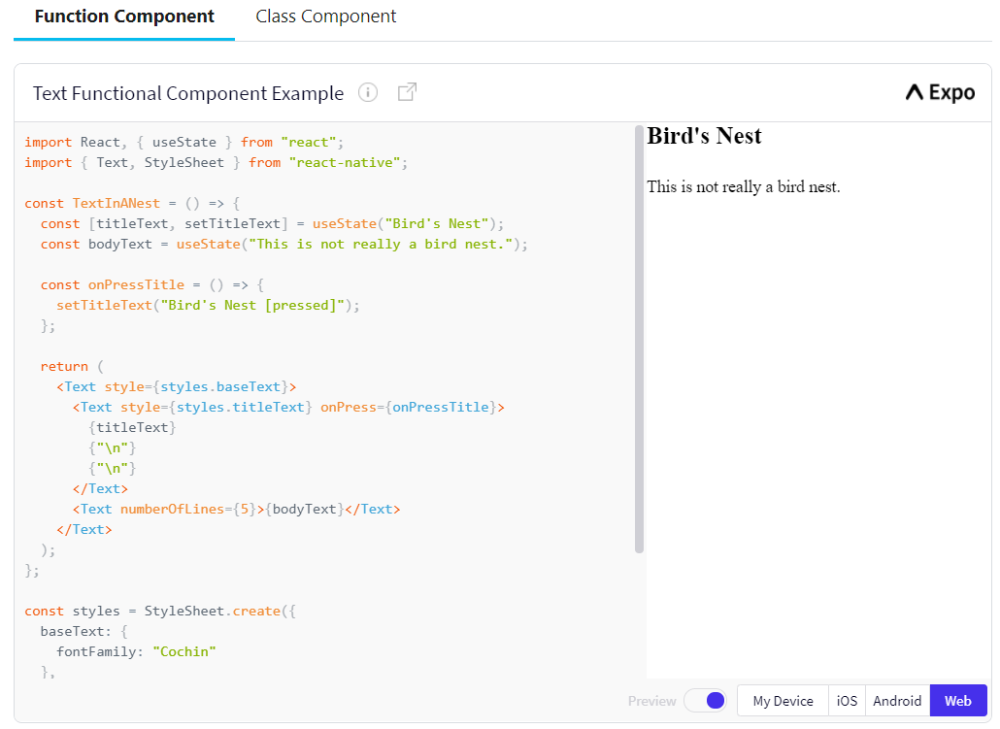 Function Component
Class Component
Text Functional Component Example
Expo
import React, { useState } from "react";
import { Text, StyleSheet } from "react-native";
const TextInANest = () => {
const [titleText, setTitleText] = useState("Bird's Nest");
const bodyText = useState("This is not really a bird nest.");
const onPressTitle = () => {
setTitleText("Bird's Nest [pressed]");
};
return (
<Text style={styles.baseText}>
<Text style={styles.titleText} onPress={onPressTitle}>
{titleText}
{"\n"}
{"\n"}
</Text>
<Text numberOfLines={5}>{bodyText}</Text>
</Text>
);
};
const styles = StyleSheet.create({
baseText: {
fontFamily: "Cochin"
},
Bird's Nest
This is not really a bird nest.
Preview
My Device
iOS
Android
Web